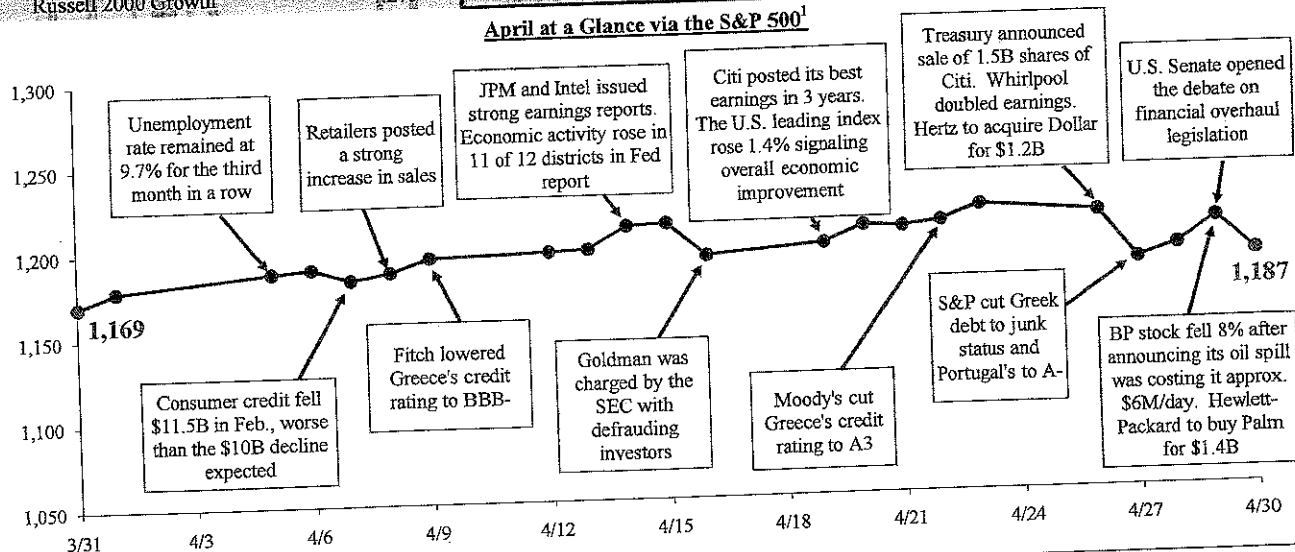 Russell 2000 Growth
April at a Glance via the S&P 500¹
1,300
1,250
1,200
1,150
1,100
1,050
Unemployment
rate remained at
9.7% for the third
month in a row
Retailers posted
a strong
increase in sales
JPM and Intel issued
strong earnings reports.
Economic activity rose in
11 of 12 districts in Fed
report
Citi posted its best
earnings in 3 years.
The U.S. leading index
rose 1.4% signaling
overall economic
improvement
Treasury announced
sale of 1.5B shares of
Citi. Whirlpool
doubled earnings.
Hertz to acquire Dollar
for $1.2B
U.S. Senate opened
the debate on
financial overhaul
legislation
1,169
1,187
Consumer credit fell
$11.5B in Feb., worse
than the $10B decline
expected
Fitch lowered
Greece's credit
rating to BBB-
Goldman was
charged by the
SEC with
defrauding
investors
Moody's cut
Greece's credit
rating to A3
S&P cut Greek
debt to junk
status and
Portugal's to A-
BP stock fell 8% after
announcing its oil spill
was costing it approx.
$6M/day. Hewlett-
Packard to buy Palm
for $1.4B
3/31
4/3
4/6
4/9
4/12
4/15
4/18
4/21
4/24
4/27
4/30